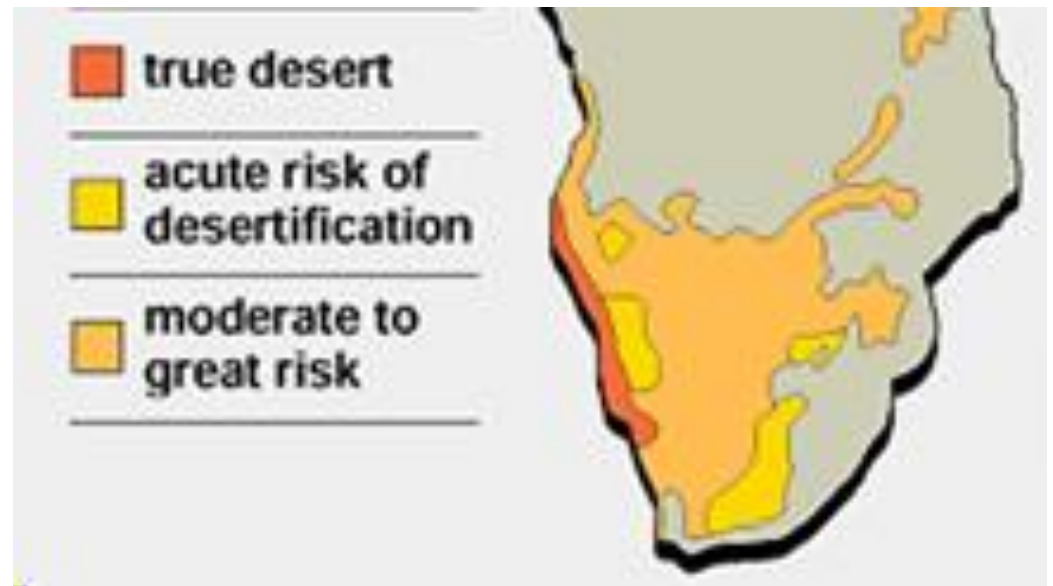 true desert
acute risk of
desertification
moderate to
great risk